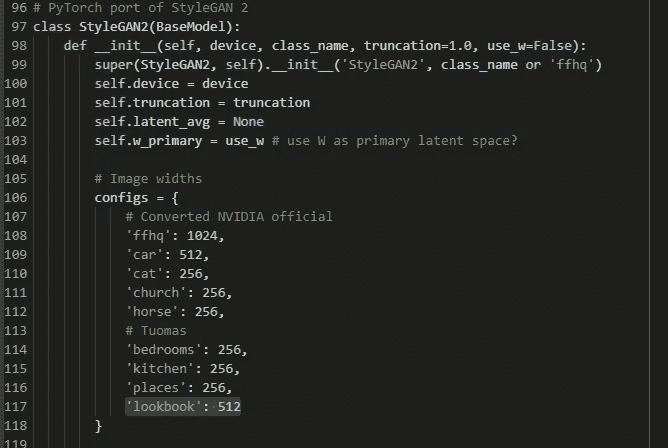 96 # PyTorch port of StyleGAN 2
97 class StyleGAN2(BaseModel):
98     def __init__(self, device, class_name, truncation=1.0, use_w=False):
99         super(StyleGAN2, self).__init__('StyleGAN2', class_name or 'ffhq')
100         self.device = device
101         self.truncation = truncation
102         self.latent_avg = None
103         self.w_primary = use_w # use W as primary latent space?
104
105         # Image widths
106         configs = {
107             # Converted NVIDIA official
108             'ffhq': 1024,
109             'car': 512,
110             'cat': 256,
111             'church': 256,
112             'horse': 256,
113             # Tuomas
114             'bedrooms': 256,
115             'kitchen': 256,
116             'places': 256,
117             'lookbook': 512
118         }
119